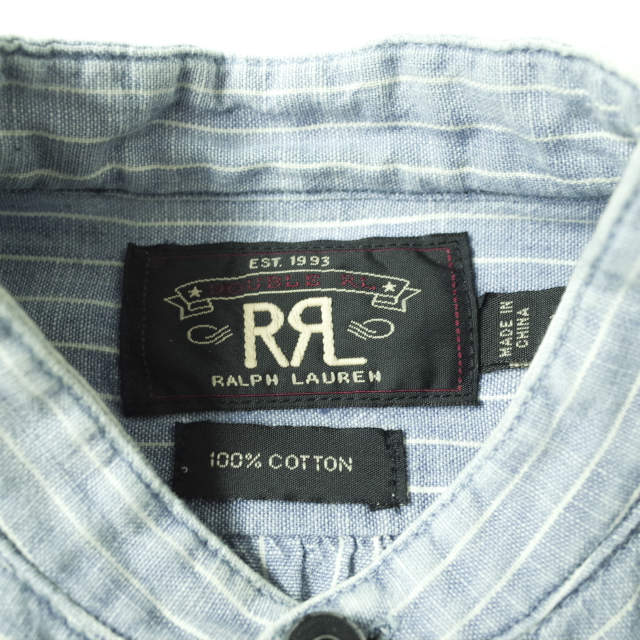 EST. 1993
DOUBLE RL
RRL
RALPH LAUREN
MADE IN
CHINA
100% COTTON